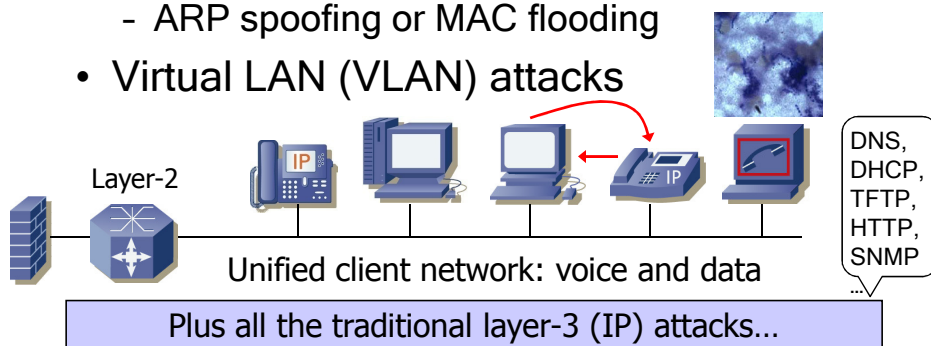 - ARP spoofing or MAC flooding
• Virtual LAN (VLAN) attacks
IP
IP
Layer-2
DNS,
DHCP,
TFTP,
HTTP,
SNMP
...
Unified client network: voice and data
Plus all the traditional layer-3 (IP) attacks...